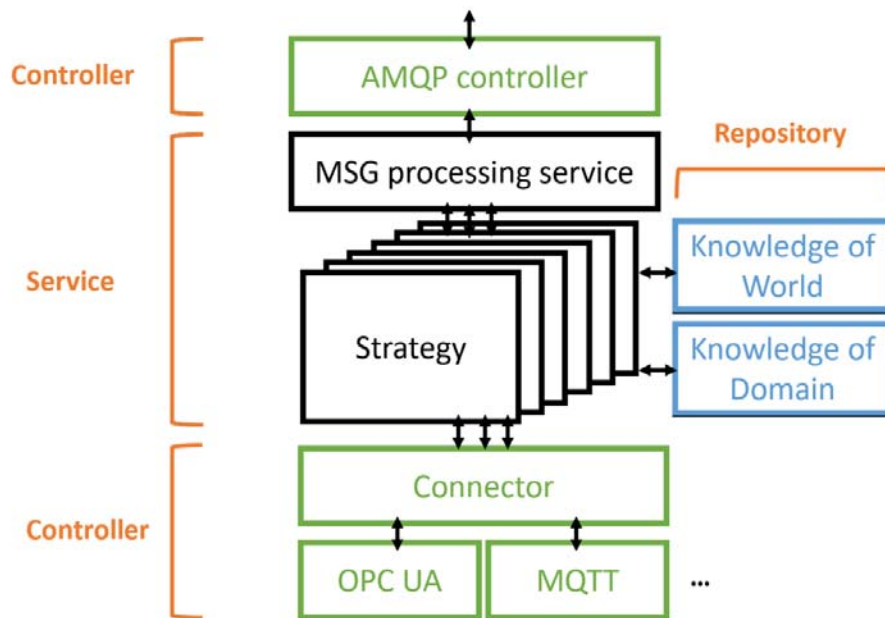 Controller
AMQP controller
Repository
MSG processing service
Knowledge of
World
Service
Strategy
Knowledge of
Domain
Connector
Controller
OPC UA
MQTT
...